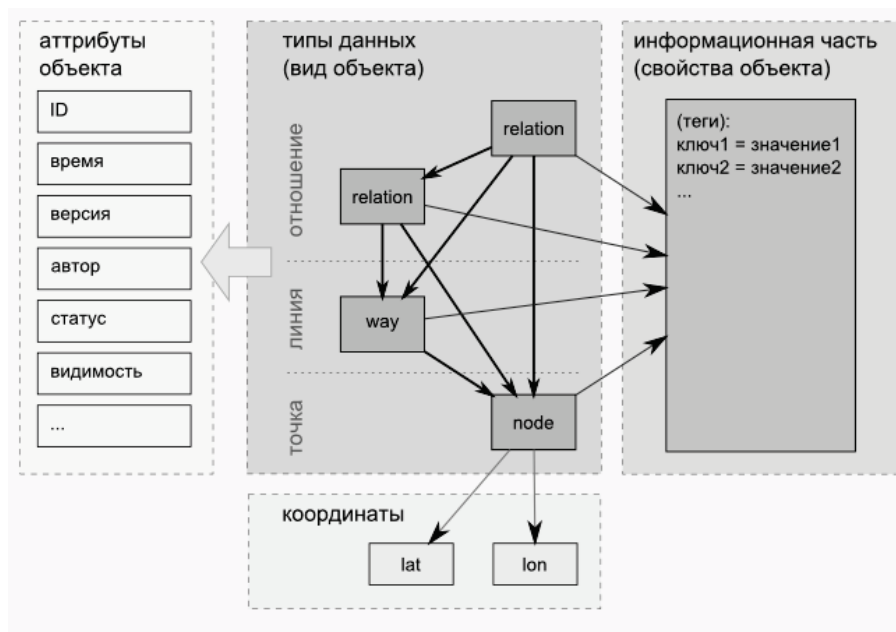 аттрибуты
объекта
ID
время
версия
автор
статус
видимость
...
типы данных
(вид объекта)
отношение
линия
точка
relation
relation
way
node
информационная часть
(свойства объекта)
(теги):
ключ1 = значение1
ключ2 = значение2
...
координаты
lat
lon